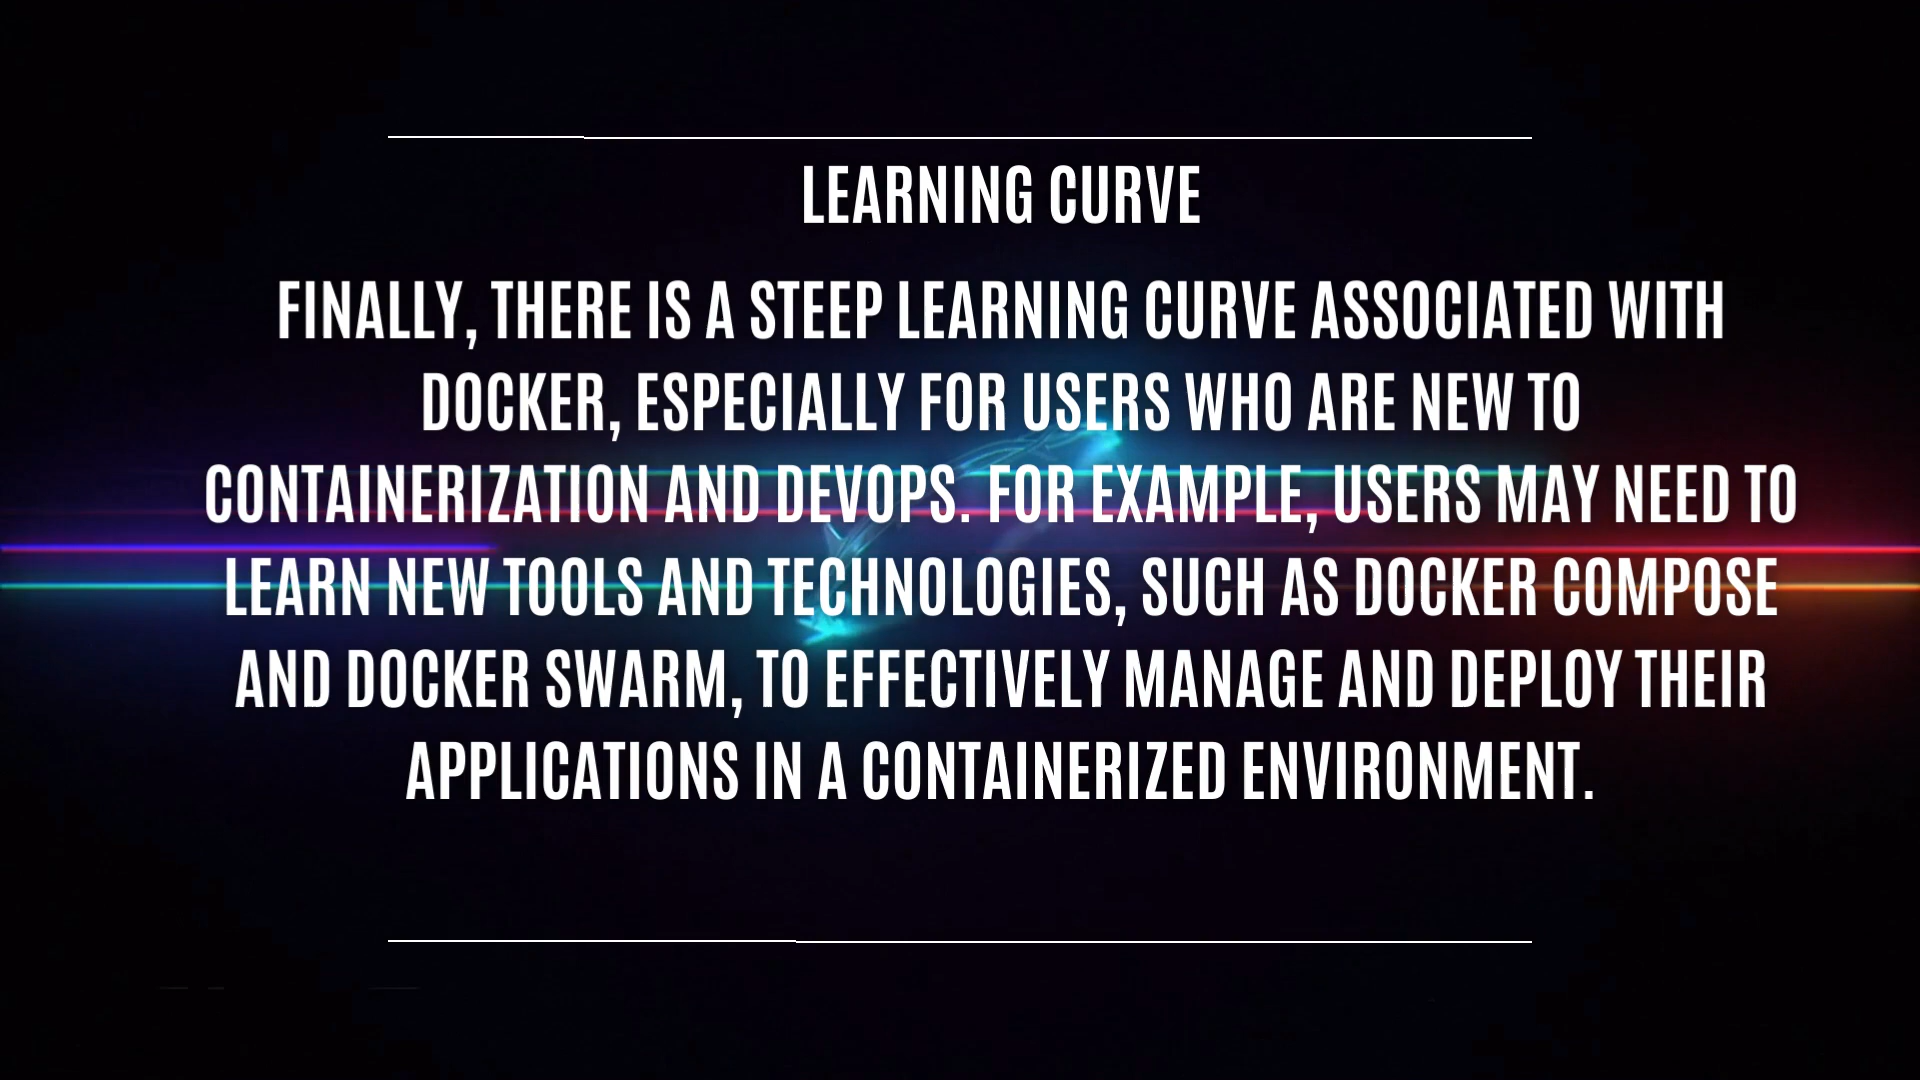 LEARNING CURVE
FINALLY, THERE IS A STEEP LEARNING CURVE ASSOCIATED WITH
DOCKER, ESPECIALLY FOR USERS WHO ARE NEW TO
CONTAINERIZATION AND DEVOPS. FOR EXAMPLE, USERS MAY NEED TO
LEARN NEW TOOLS AND TECHNOLOGIES, SUCH AS DOCKER COMPOSE
AND DOCKER SWARM, TO EFFECTIVELY MANAGE AND DEPLOY THEIR
APPLICATIONS IN A CONTAINERIZED ENVIRONMENT.